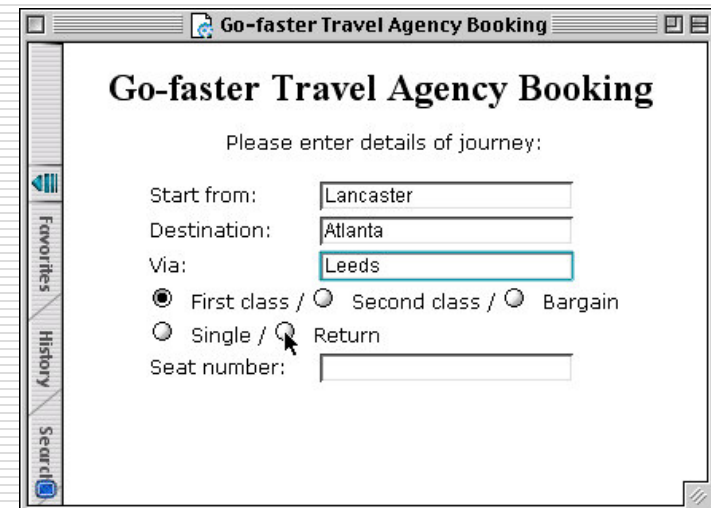 Go-faster Travel Agency Booking
Go-faster Travel Agency Booking
Please enter details of journey:
Start from: Lancaster
Destination: Atlanta
Via: Leeds
First class / Second class / Bargain
Single / Return
Seat number:
Favorites
History
Search